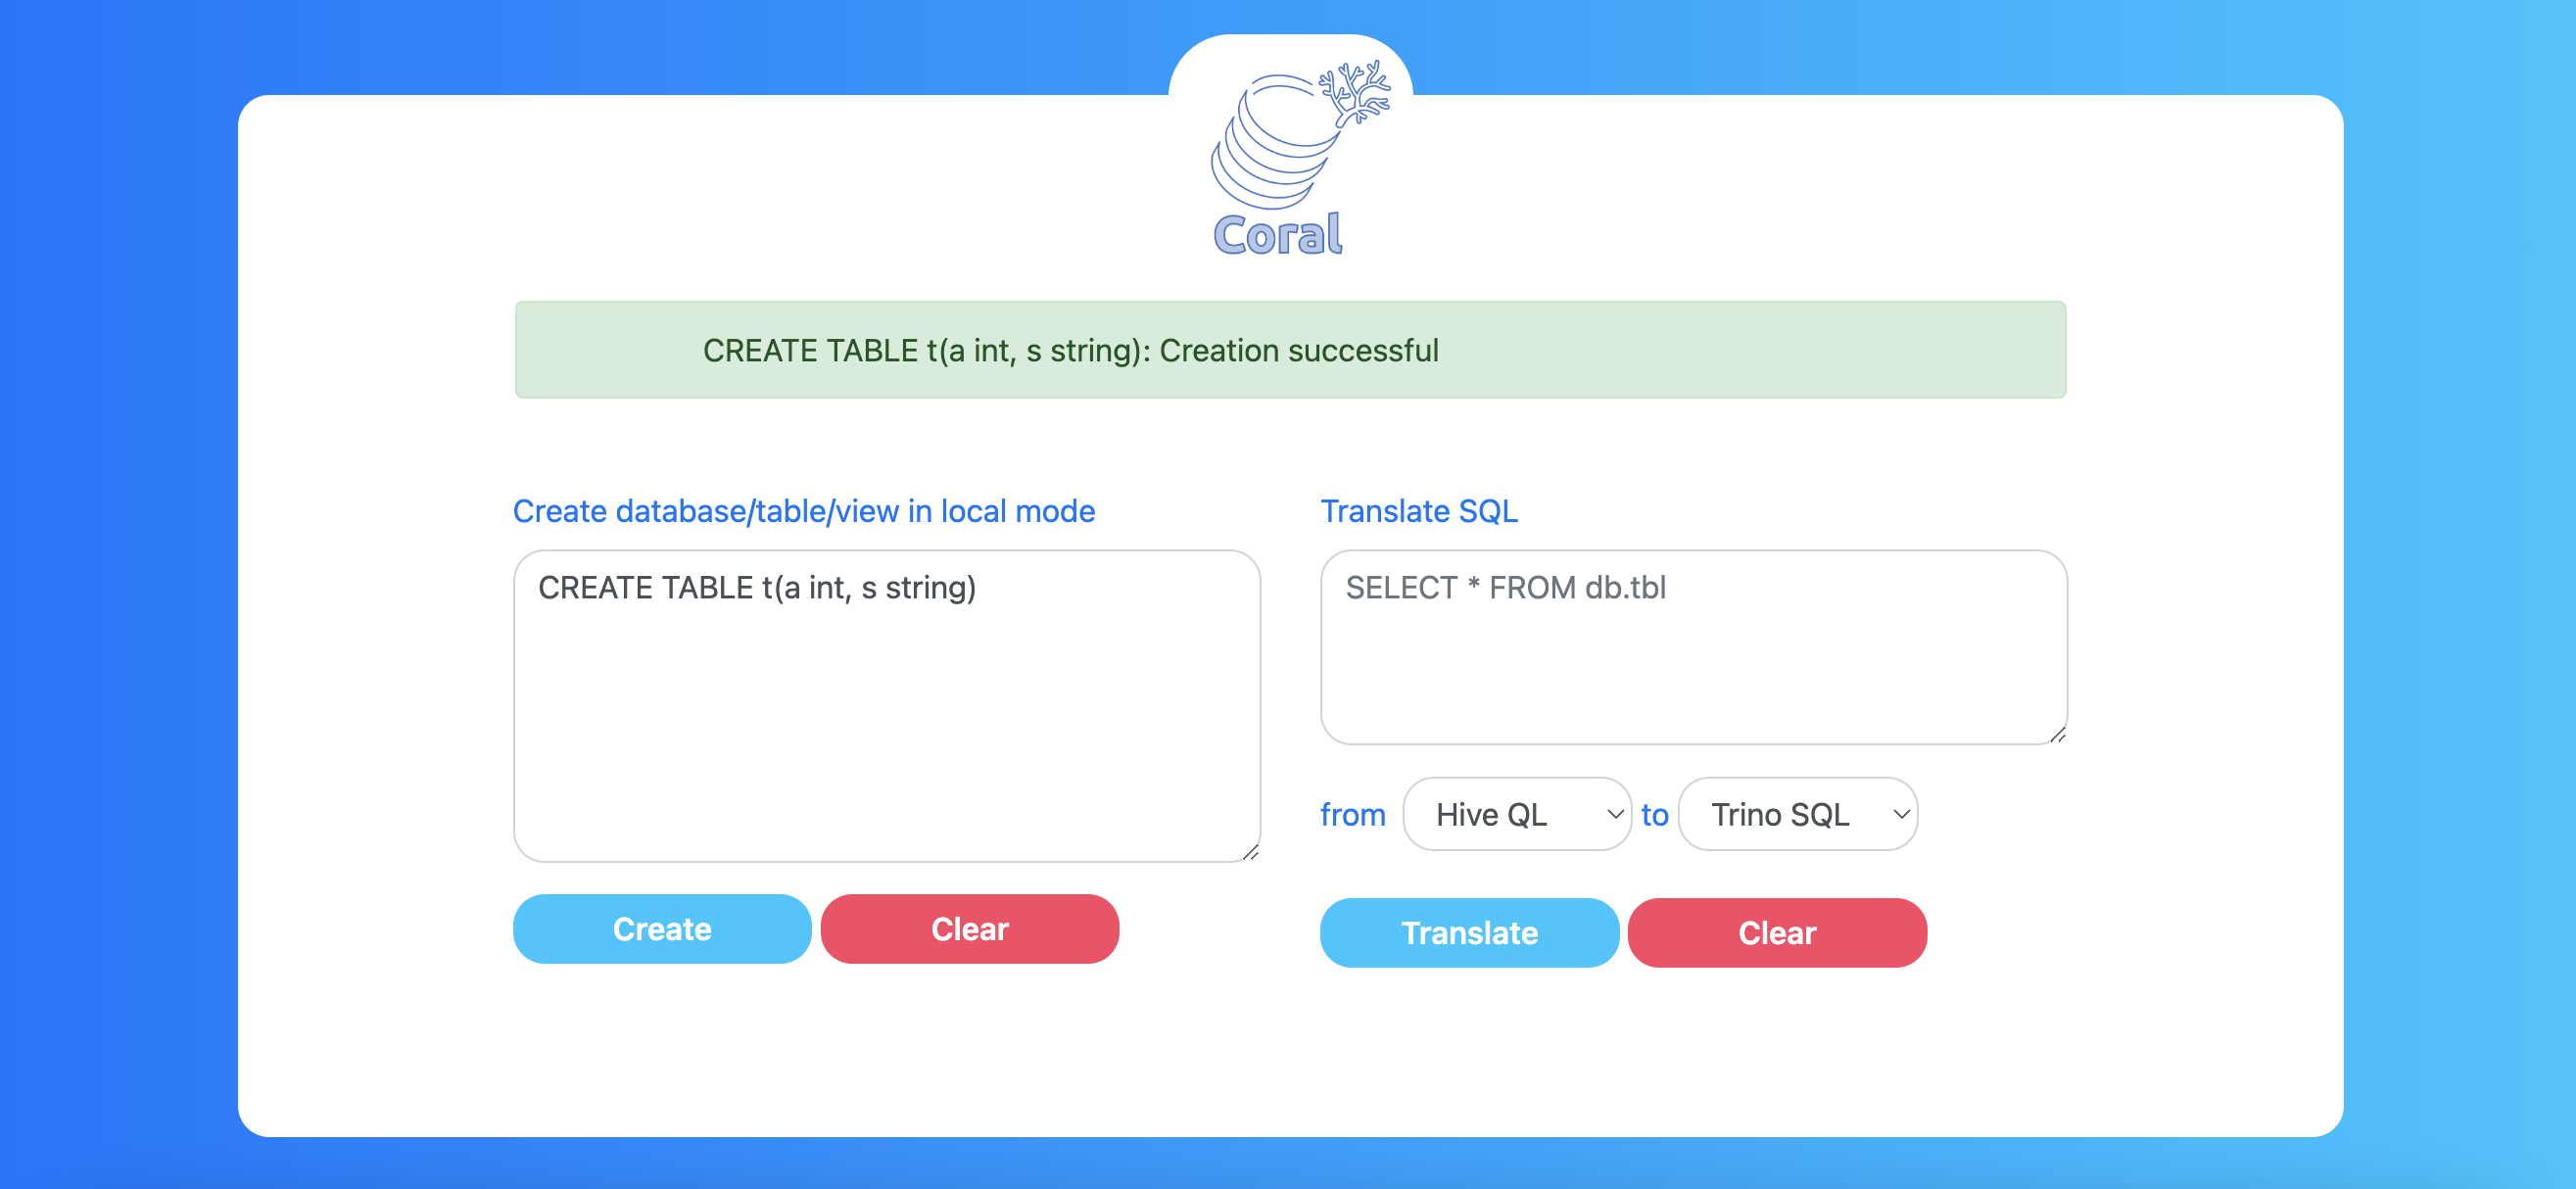 Coral
CREATE TABLE t(a int, s string): Creation successful
Create database/table/view in local mode
CREATE TABLE t(a int, s string)
Create
Clear
Translate SQL
SELECT * FROM db.tbl
from Hive QL to Trino SQL
Translate
Clear